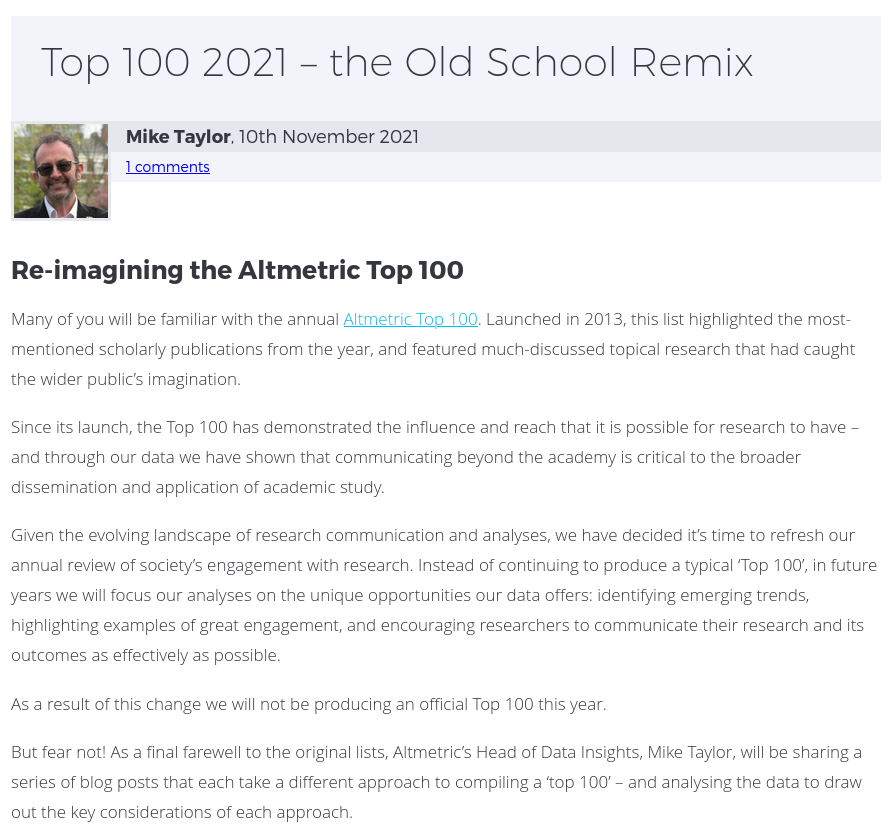 Top 100 2021 – the Old School Remix
Mike Taylor, 10th November 2021
1 comments
Re-imagining the Altmetric Top 100
Many of you will be familiar with the annual Altmetric Top 100. Launched in 2013, this list highlighted the most-
mentioned scholarly publications from the year, and featured much-discussed topical research that had caught
the wider public’s imagination.
Since its launch, the Top 100 has demonstrated the influence and reach that it is possible for research to have –
and through our data we have shown that communicating beyond the academy is critical to the broader
dissemination and application of academic study.
Given the evolving landscape of research communication and analyses, we have decided it’s time to refresh our
annual review of society’s engagement with research. Instead of continuing to produce a typical ‘Top 100’, in future
years we will focus our analyses on the unique opportunities our data offers: identifying emerging trends,
highlighting examples of great engagement, and encouraging researchers to communicate their research and its
outcomes as effectively as possible.
As a result of this change we will not be producing an official Top 100 this year.
But fear not! As a final farewell to the original lists, Altmetric’s Head of Data Insights, Mike Taylor, will be sharing a
series of blog posts that each take a different approach to compiling a ‘top 100’ – and analysing the data to draw
out the key considerations of each approach.